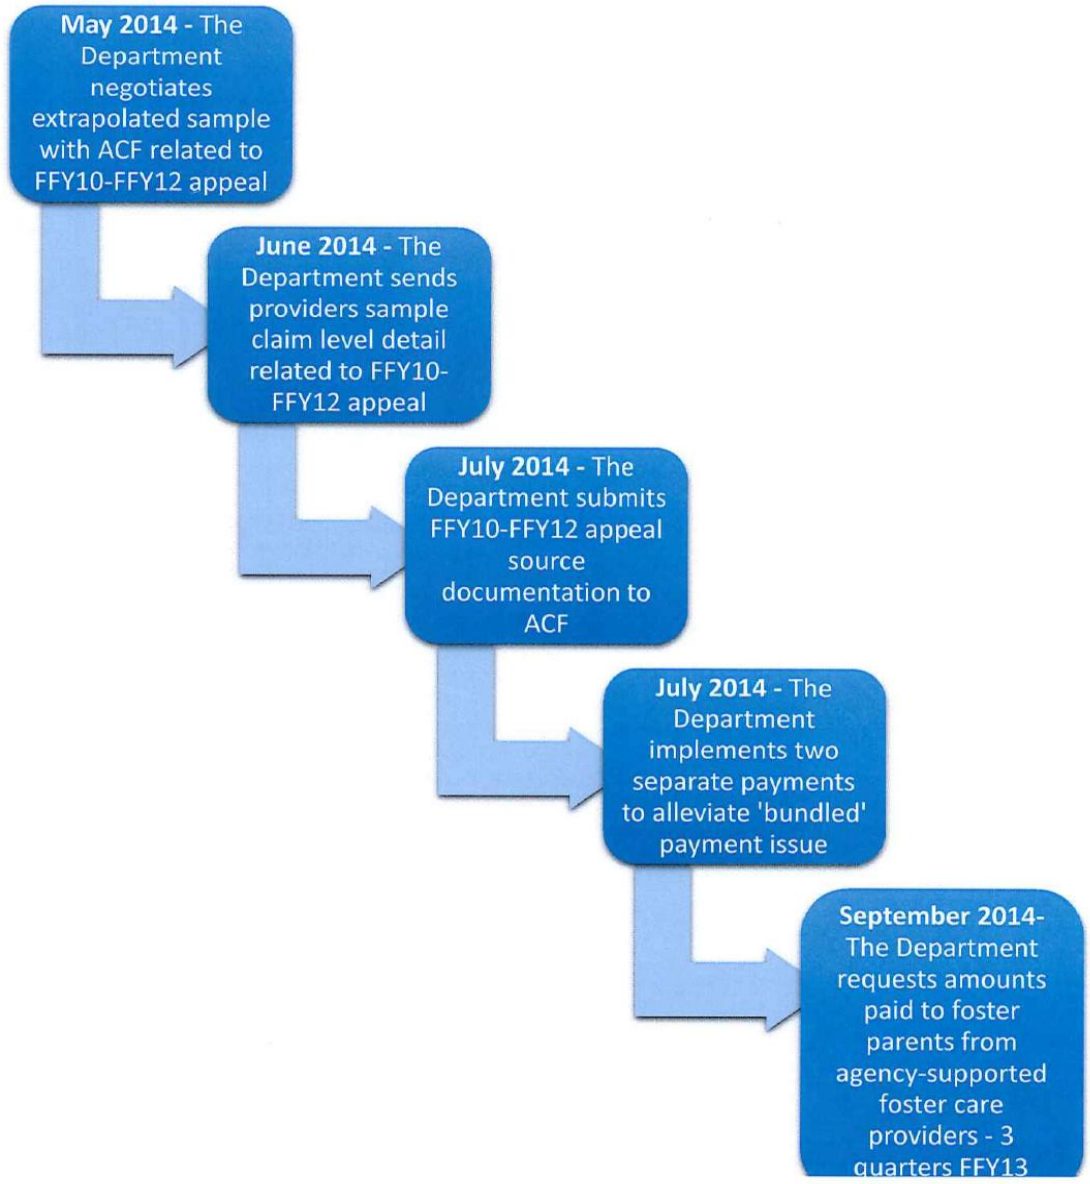 May 2014 - The
Department
negotiates
extrapolated sample
with ACF related to
FFY10-FFY12 appeal
June 2014 - The
Department sends
providers sample
claim level detail
related to FFY10-
FFY12 appeal
July 2014 - The
Department submits
FFY10-FFY12 appeal
source
documentation to
ACF
July 2014 - The
Department
implements two
separate payments
to alleviate 'bundled'
payment issue
September 2014-
The Department
requests amounts
paid to foster
parents from
agency-supported
foster care
providers - 3
quarters FFY13